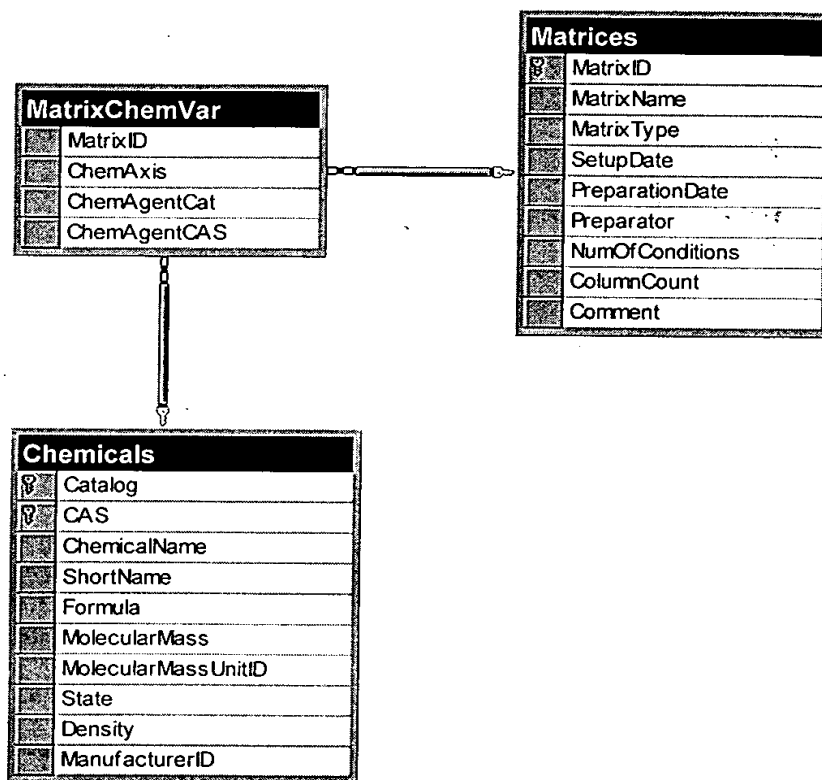 Matrices
MatrixID
MatrixName
MatrixType
SetupDate
PreparationDate
Preparator
NumOfConditions
ColumnCount
Comment
MatrixChemVar
MatrixID
ChemAxis
ChemAgentCat
ChemAgentCAS
Chemicals
Catalog
CAS
ChemicalName
ShortName
Formula
MolecularMass
MolecularMassUnitID
State
Density
ManufacturerID